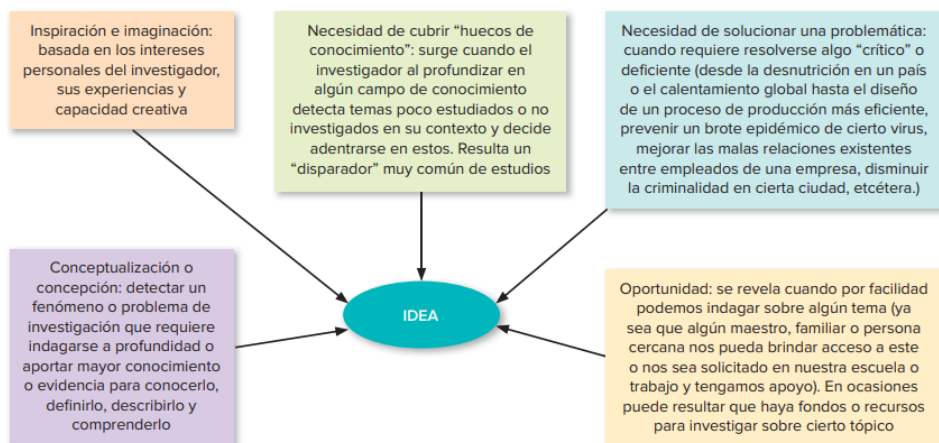 Inspiración e imaginación:
basada en los intereses
personales del investigador,
sus experiencias y
capacidad creativa
Necesidad de cubrir “huecos de
conocimiento”: surge cuando el
investigador al profundizar en
algún campo de conocimiento
detecta temas poco estudiados o no
investigados en su contexto y decide
adentrarse en estos. Resulta un
“disparador” muy común de estudios
Necesidad de solucionar una problemática:
cuando requiere resolverse algo “crítico” o
deficiente (desde la desnutrición en un país
o el calentamiento global hasta el diseño
de un proceso de producción más eficiente,
prevenir un brote epidémico de cierto virus,
mejorar las malas relaciones existentes
entre empleados de una empresa, disminuir
la criminalidad en cierta ciudad, etcétera.)
Conceptualización o
concepción: detectar un
fenómeno o problema de
investigación que requiere
indagarse a profundidad o
aportar mayor conocimiento
o evidencia para conocerlo,
definirlo, describirlo y
comprenderlo
IDEA
Oportunidad: se revela cuando por facilidad
podemos indagar sobre algún tema (ya
sea que algún maestro, familiar o persona
cercana nos pueda brindar acceso a este
o nos sea solicitado en nuestra escuela o
trabajo y tengamos apoyo). En ocasiones
puede resultar que haya fondos o recursos
para investigar sobre cierto tópico